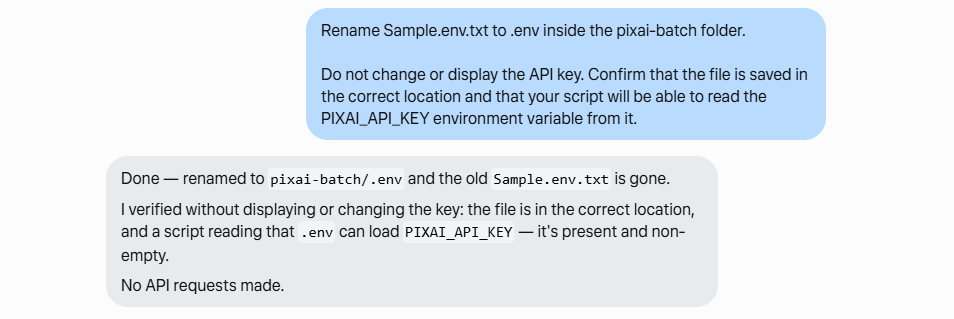 Rename Sample.env.txt to .env inside the pixai-batch folder.
Do not change or display the API key. Confirm that the file is saved in
the correct location and that your script will be able to read the
PIXAI_API_KEY environment variable from it.
Done — renamed to pixai-batch/.env and the old Sample.env.txt is gone.
I verified without displaying or changing the key: the file is in the correct location,
and a script reading that .env can load PIXAI_API_KEY — it's present and non-
empty.
No API requests made.